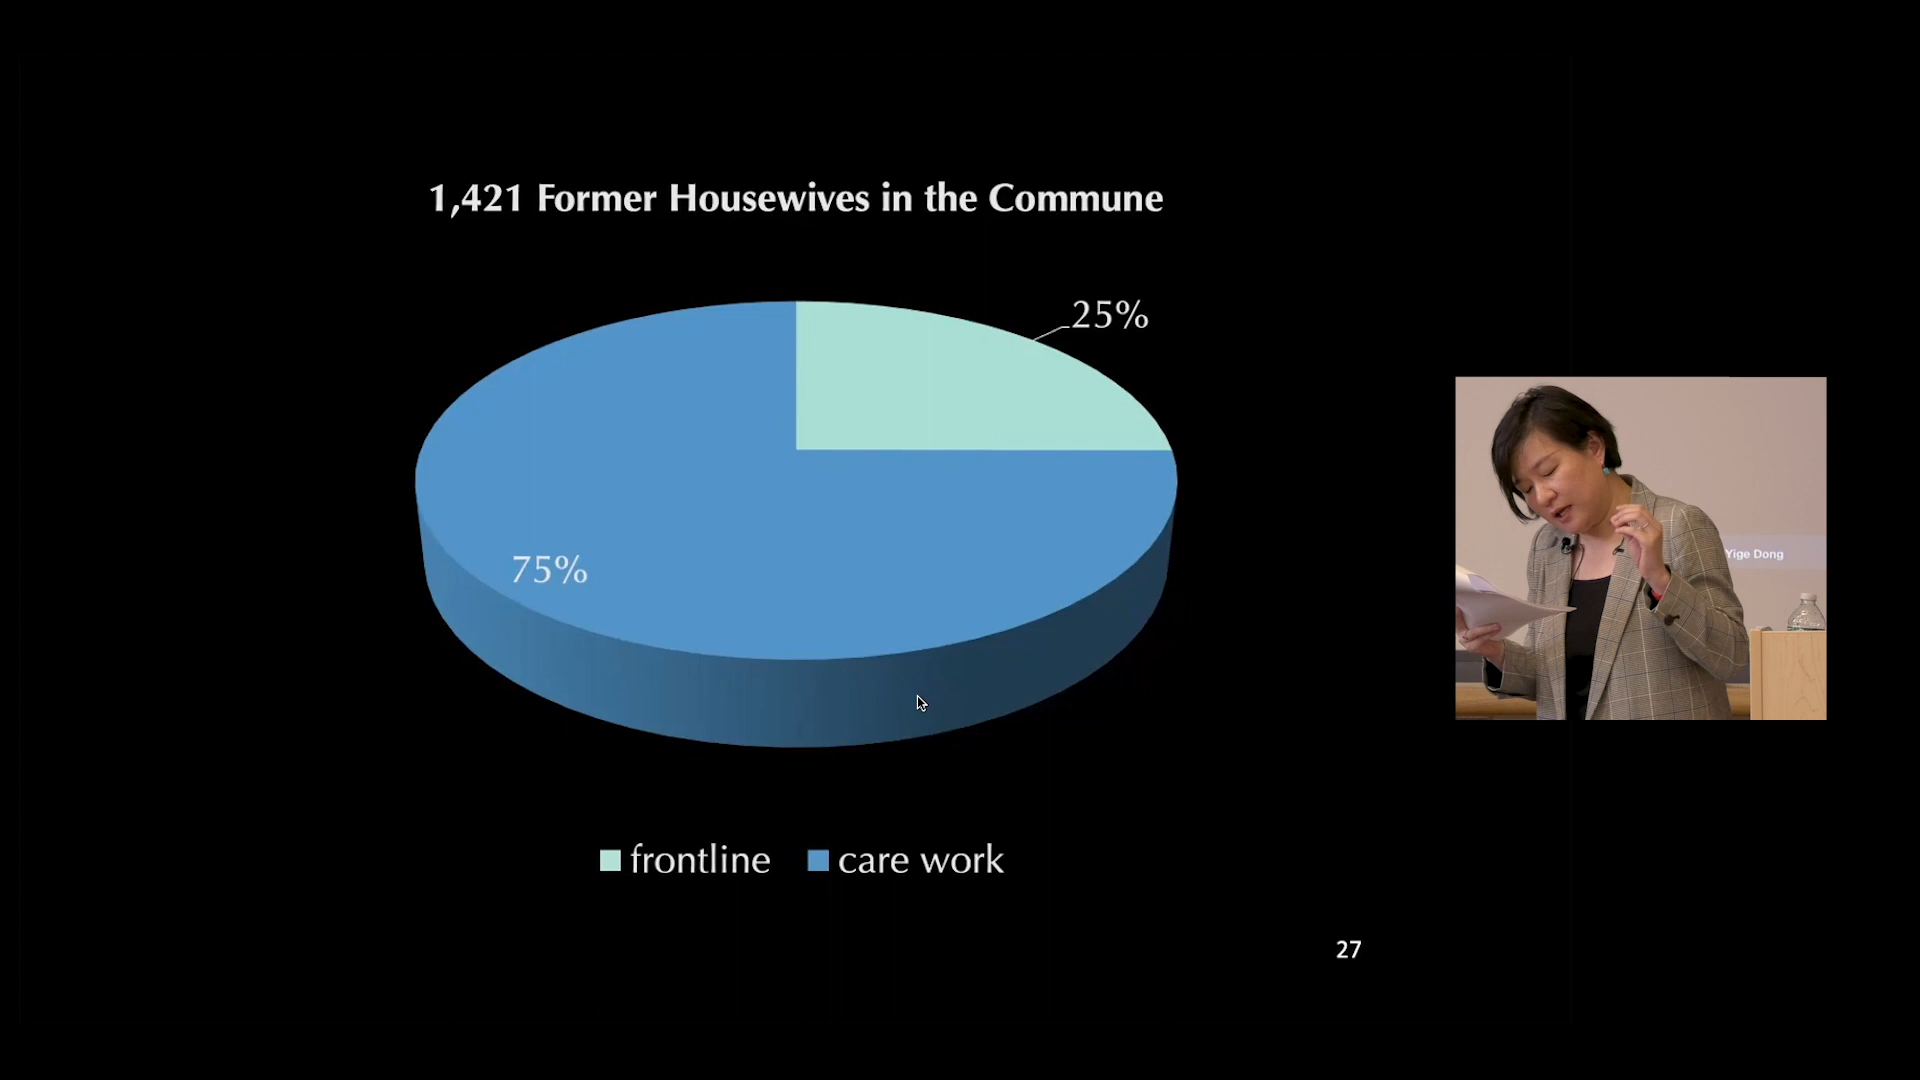 1,421 Former Housewives in the Commune
25%
75%
Yige Dong
frontline care work
27